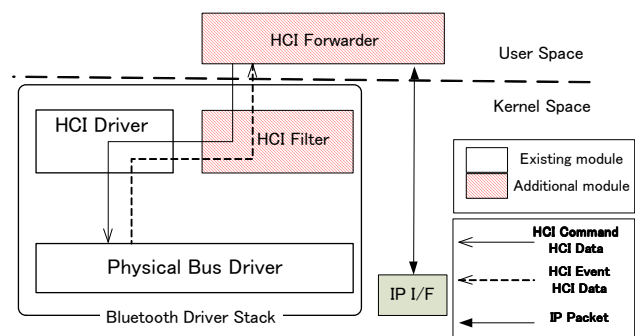 HCI Forwarder
User Space
Kernel Space
HCI Driver
HCI Filter
Existing module
Additional module
HCI Command
HCI Data
Physical Bus Driver
HCI Event
HCI Data
IP I/F
IP Packet
Bluetooth Driver Stack